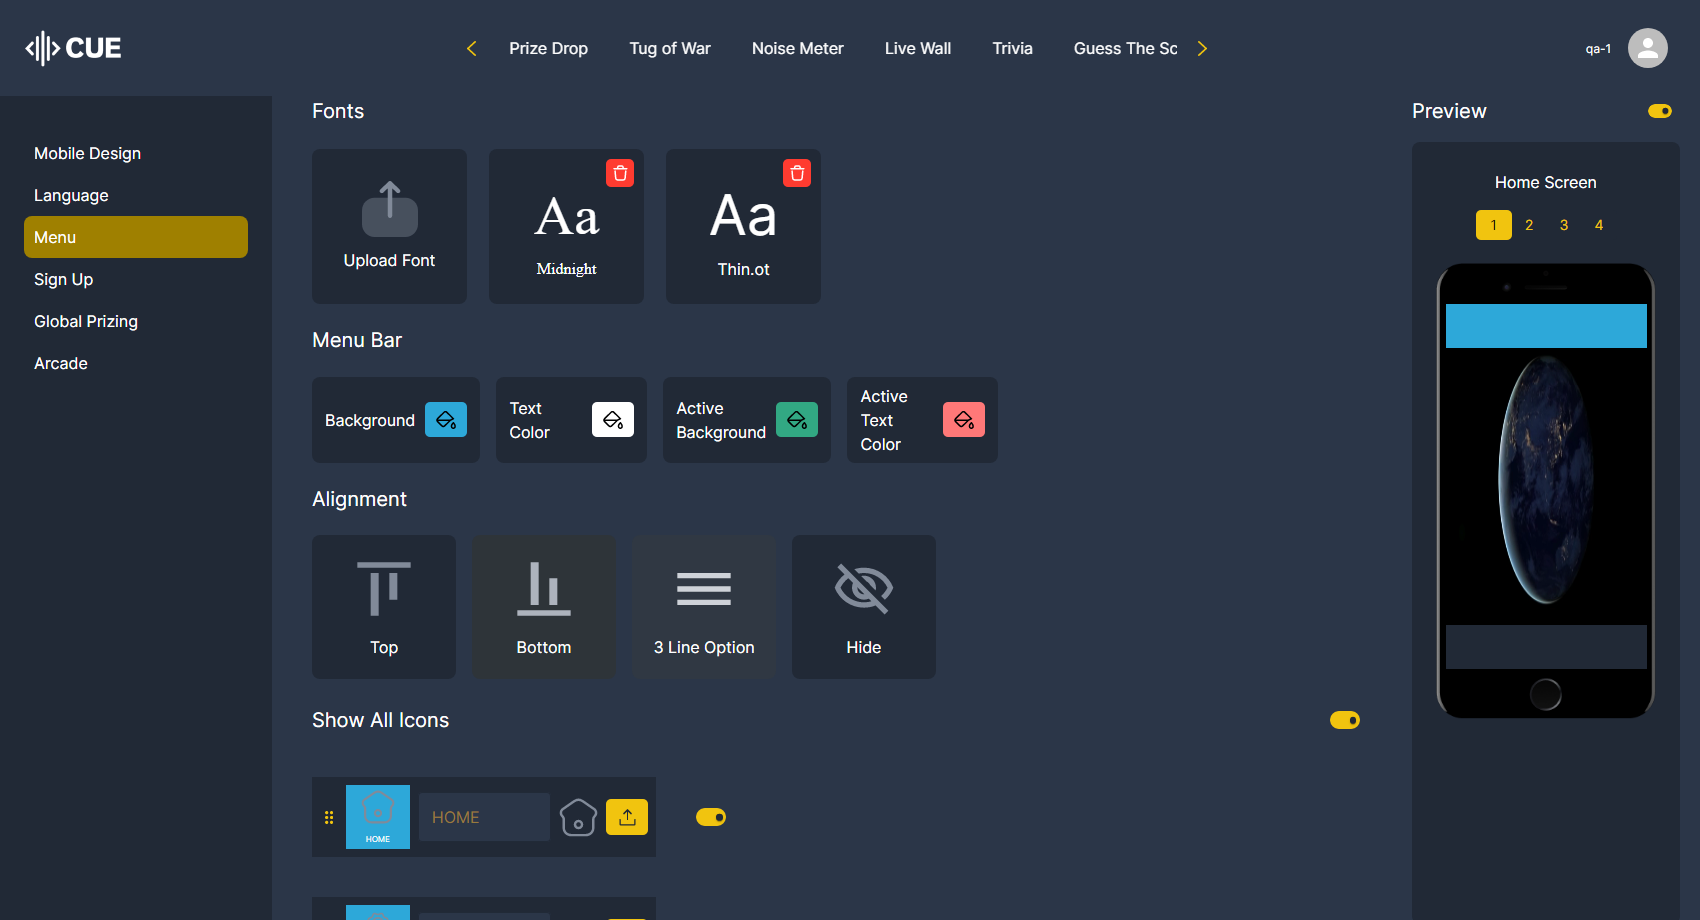 CUE
Prize Drop
Tug of War
Noise Meter
Live Wall
Trivia
Guess The Sc
qa-1
Mobile Design
Language
Menu
Sign Up
Global Prizing
Arcade
Fonts
Upload Font
Aa
Midnight
Aa
Thin.ot
Menu Bar
Background
Text
Color
Active
Background
Active
Text
Color
Alignment
Top
Bottom
3 Line Option
Hide
Show All Icons
HOME
HOME
Preview
Home Screen
1 2 3 4